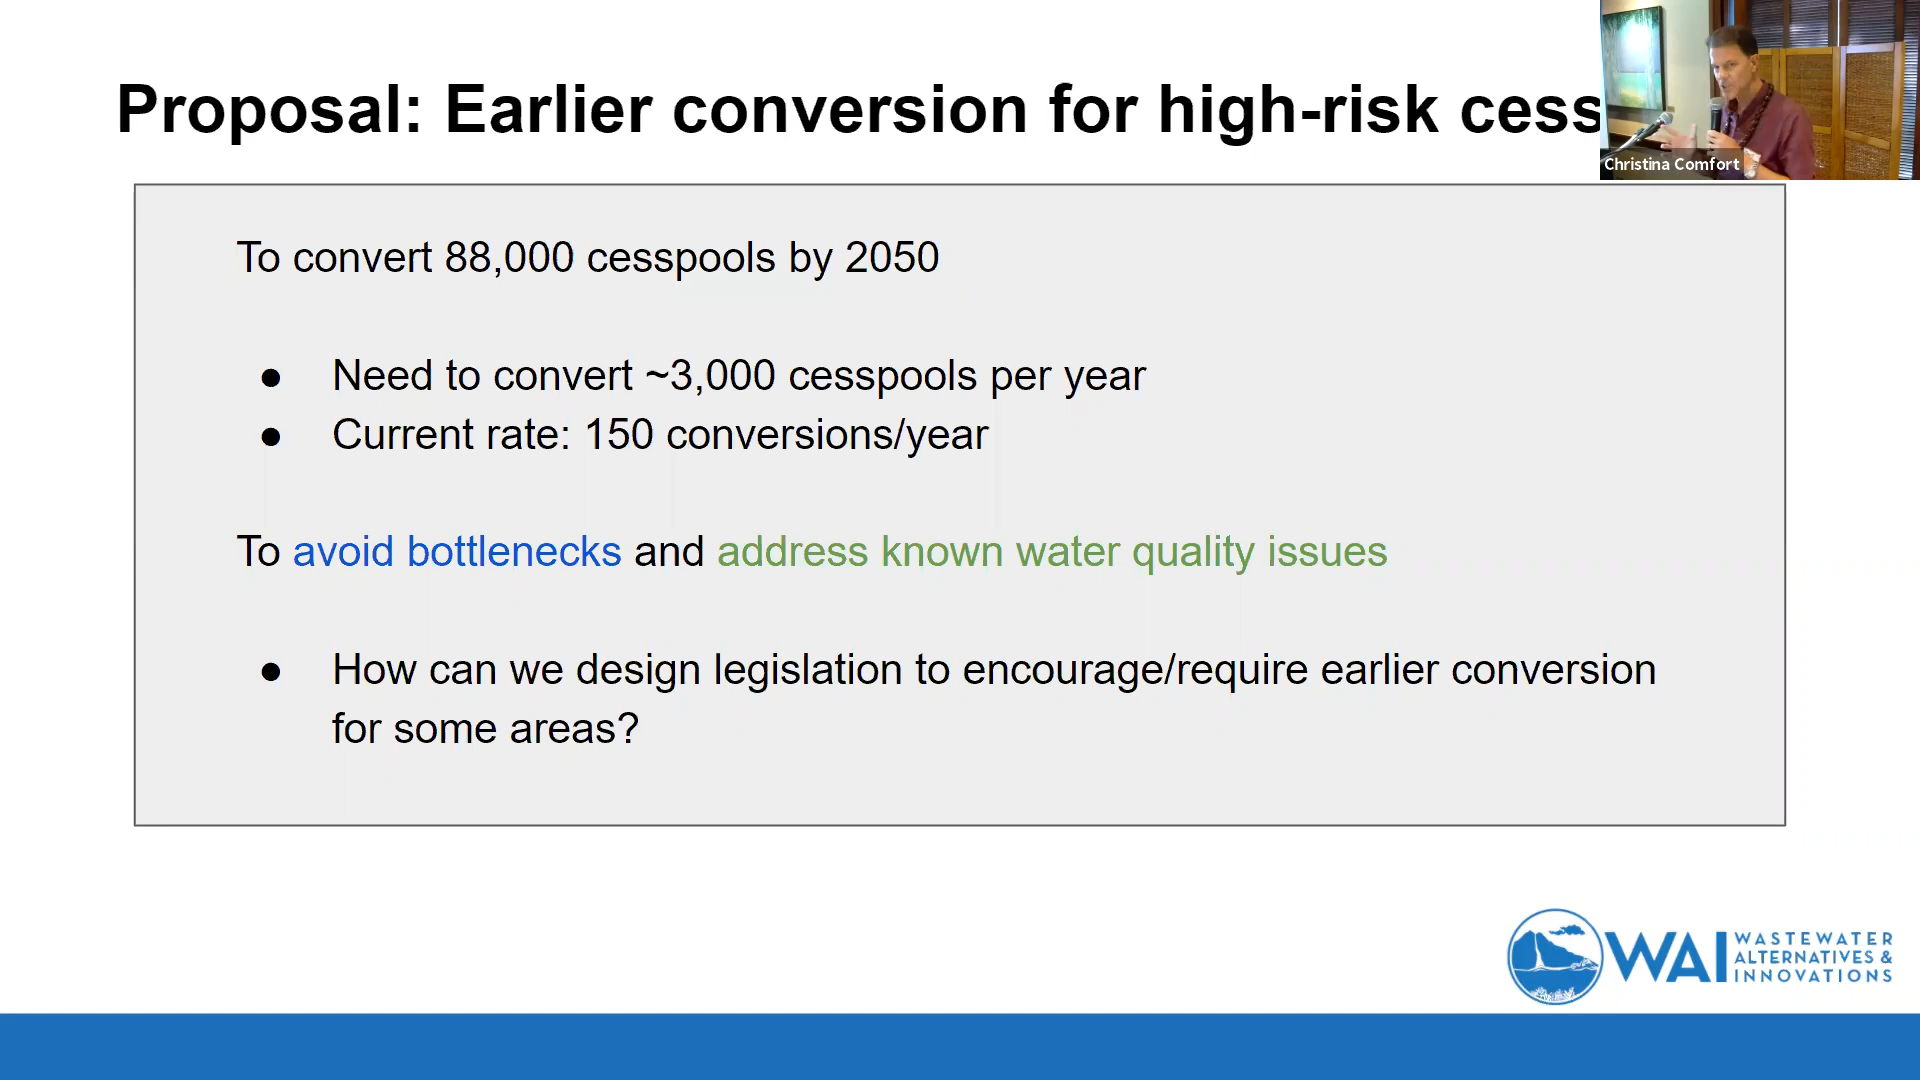 Proposal: Earlier conversion for high-risk cess
Christina Comfort
To convert 88,000 cesspools by 2050
● Need to convert ~3,000 cesspools per year
● Current rate: 150 conversions/year
To avoid bottlenecks and address known water quality issues
● How can we design legislation to encourage/require earlier conversion
for some areas?
WAI
WASTEWATER
ALTERNATIVES &
INNOVATIONS